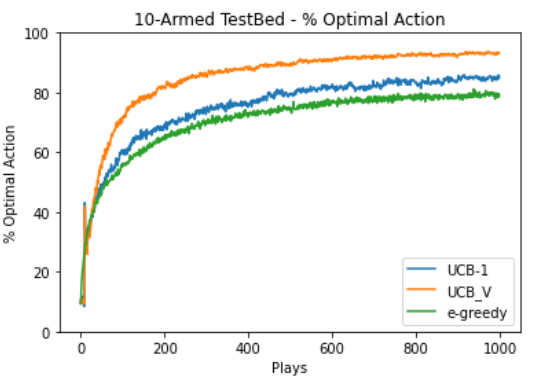 10-Armed TestBed - % Optimal Action
% Optimal Action
100
80
60
40
20
0
UCB-1
UCB_V
e-greedy
0 200 400 600 800 1000
Plays